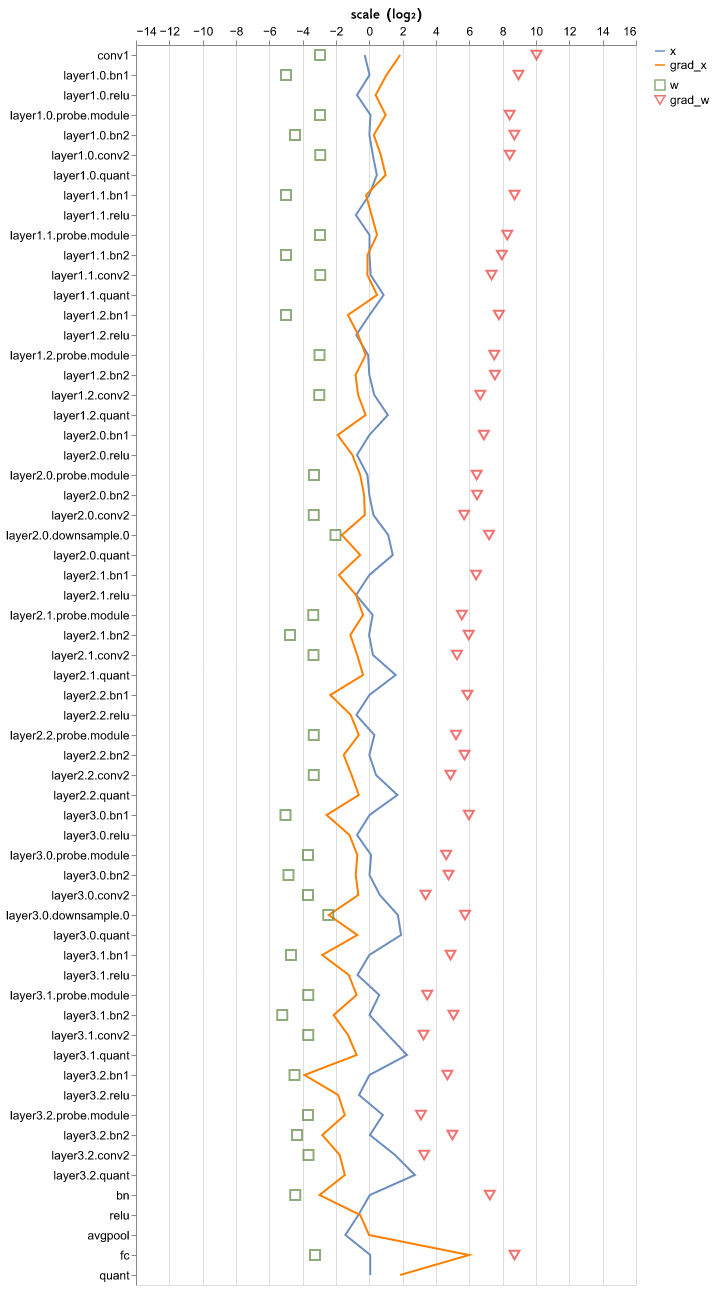 scale (log₂)
−14 −12 −10 −8 −6 −4 −2 0 2 4 6 8 10 12 14 16
x
grad_x
w
grad_w
conv1
layer1.0.bn1
layer1.0.relu
layer1.0.probe.module
layer1.0.bn2
layer1.0.conv2
layer1.0.quant
layer1.1.bn1
layer1.1.relu
layer1.1.probe.module
layer1.1.bn2
layer1.1.conv2
layer1.1.quant
layer1.2.bn1
layer1.2.relu
layer1.2.probe.module
layer1.2.bn2
layer1.2.conv2
layer1.2.quant
layer2.0.bn1
layer2.0.relu
layer2.0.probe.module
layer2.0.bn2
layer2.0.conv2
layer2.0.downsample.0
layer2.0.quant
layer2.1.bn1
layer2.1.relu
layer2.1.probe.module
layer2.1.bn2
layer2.1.conv2
layer2.1.quant
layer2.2.bn1
layer2.2.relu
layer2.2.probe.module
layer2.2.bn2
layer2.2.conv2
layer2.2.quant
layer3.0.bn1
layer3.0.relu
layer3.0.probe.module
layer3.0.bn2
layer3.0.conv2
layer3.0.downsample.0
layer3.0.quant
layer3.1.bn1
layer3.1.relu
layer3.1.probe.module
layer3.1.bn2
layer3.1.conv2
layer3.1.quant
layer3.2.bn1
layer3.2.relu
layer3.2.probe.module
layer3.2.bn2
layer3.2.conv2
layer3.2.quant
bn
relu
avgpool
fc
quant